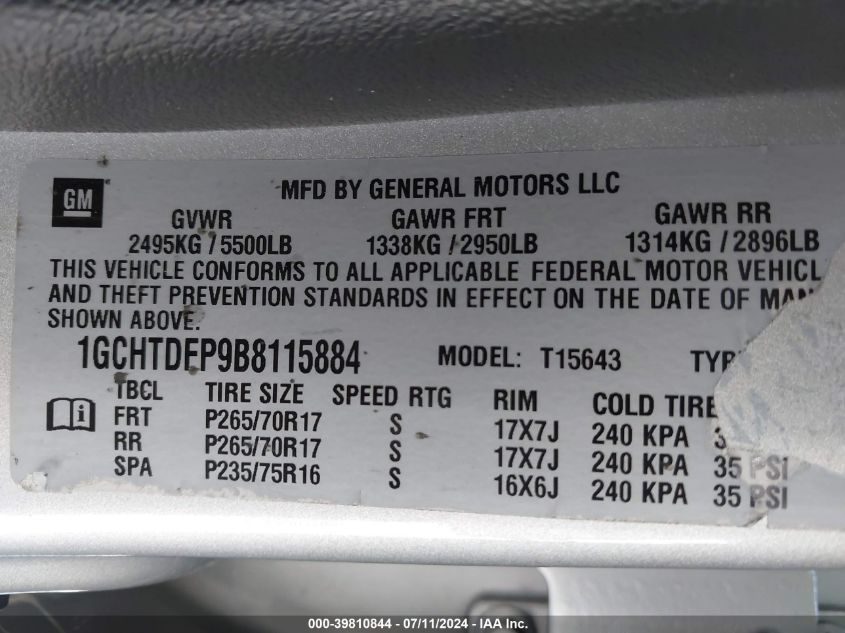 GM
MFD BY GENERAL MOTORS LLC
GVWR GAWR FRT GAWR RR
2495KG / 5500LB 1338KG / 2950LB 1314KG / 2896LB
THIS VEHICLE CONFORMS TO ALL APPLICABLE FEDERAL MOTOR VEHICL
AND THEFT PREVENTION STANDARDS IN EFFECT ON THE DATE OF MAN
SHOWN ABOVE.
1GCHTDFP9B8115884 MODEL: T15643 TYP
TBCL TIRE SIZE SPEED RTG RIM COLD TIRE
FRT P265/70R17 S 17X7J 240 KPA 3
RR P265/70R17 S 17X7J 240 KPA 35 PSI
SPA P235/75R16 S 16X6J 240 KPA 35 PSI
000-39810844 - 07/11/2024 - IAA Inc.